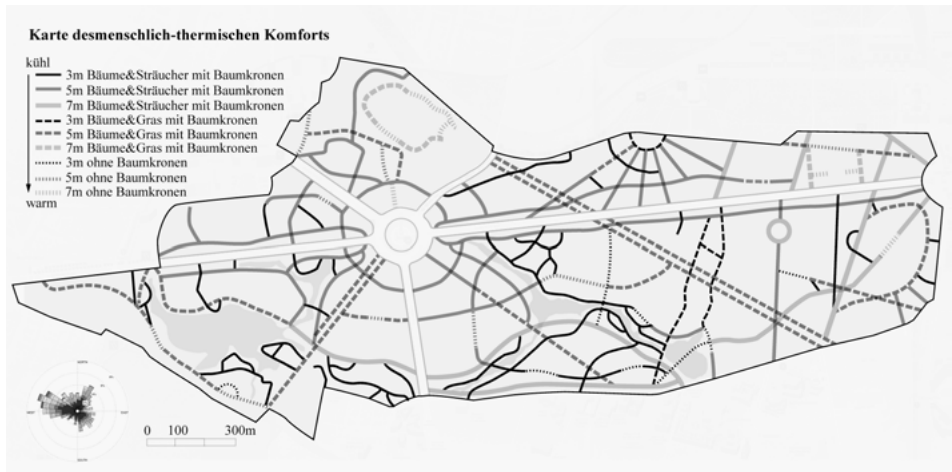 Karte desmenschlich-thermischen Komforts
kühl
3m Bäume&Sträucher mit Baumkronen
5m Bäume&Sträucher mit Baumkronen
7m Bäume&Sträucher mit Baumkronen
3m Bäume&Gras mit Baumkronen
5m Bäume&Gras mit Baumkronen
7m Bäume&Gras mit Baumkronen
3m ohne Baumkronen
5m ohne Baumkronen
7m ohne Baumkronen
warm
0 100 300m